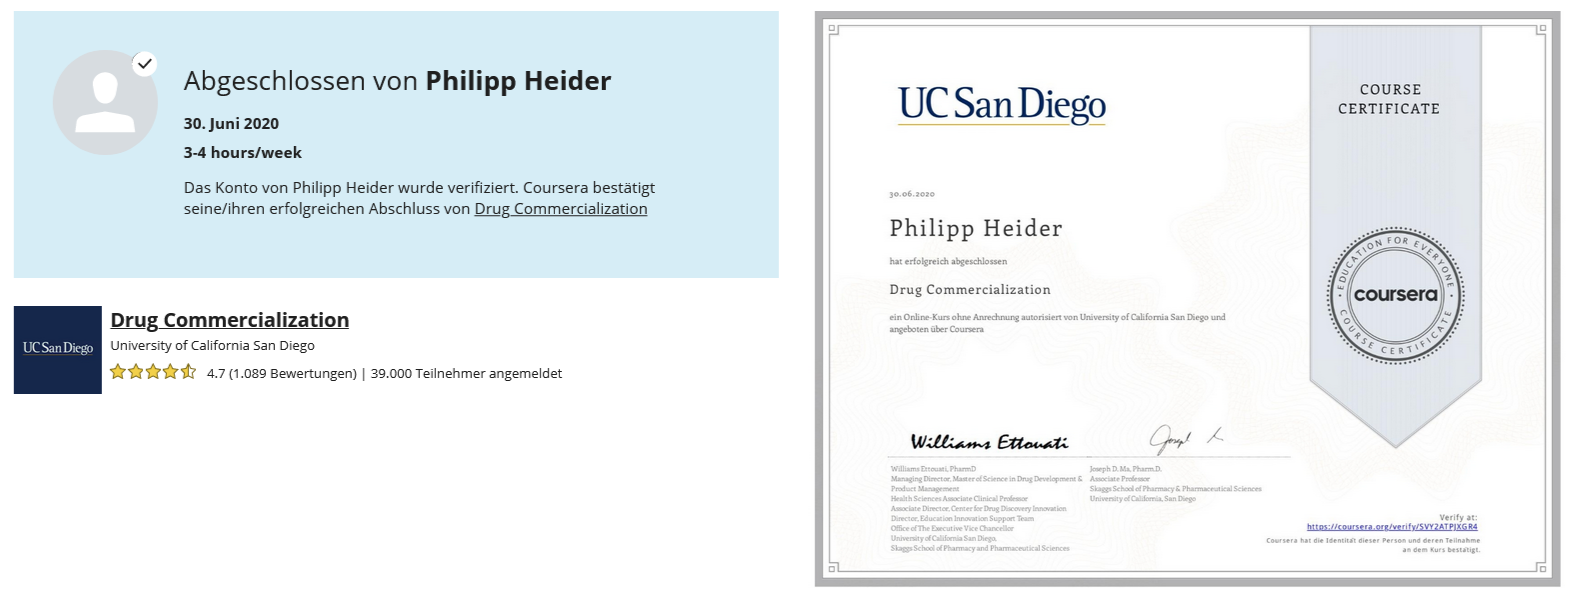 Abgeschlossen von Philipp Heider
30. Juni 2020
3-4 hours/week
Das Konto von Philipp Heider wurde verifiziert. Coursera bestätigt
seine/ihren erfolgreichen Abschluss von Drug Commercialization
UC San Diego
Drug Commercialization
University of California San Diego
4.7 (1.089 Bewertungen) | 39.000 Teilnehmer angemeldet
UC San Diego
COURSE
CERTIFICATE
30.06.2020
Philipp Heider
hat erfolgreich abgeschlossen
Drug Commercialization
ein Online-Kurs ohne Anrechnung autorisiert von University of California San Diego und
angeboten über Coursera
EDUCATION FOR EVERYONE
coursera
COURSE CERTIFICATE
Williams Ettouati
Williams Ettouati, PharmD
Managing Director, Master of Science in Drug Development &
Product Management
Health Sciences Associate Clinical Professor
Associate Director, Center for Drug Discovery Innovation
Director, Education Innovation Support Team
Office of The Executive Vice Chancellor
University of California San Diego,
Skaggs School of Pharmacy and Pharmaceutical Sciences
Joseph
Joseph D. Ma, Pharm.D.
Associate Professor
Skaggs School of Pharmacy & Pharmaceutical Sciences
University of California, San Diego
Verify at:
https://coursera.org/verify/SVY2ATPJXGR4
Coursera hat die Identität dieser Person und deren Teilnahme
an dem Kurs bestätigt.